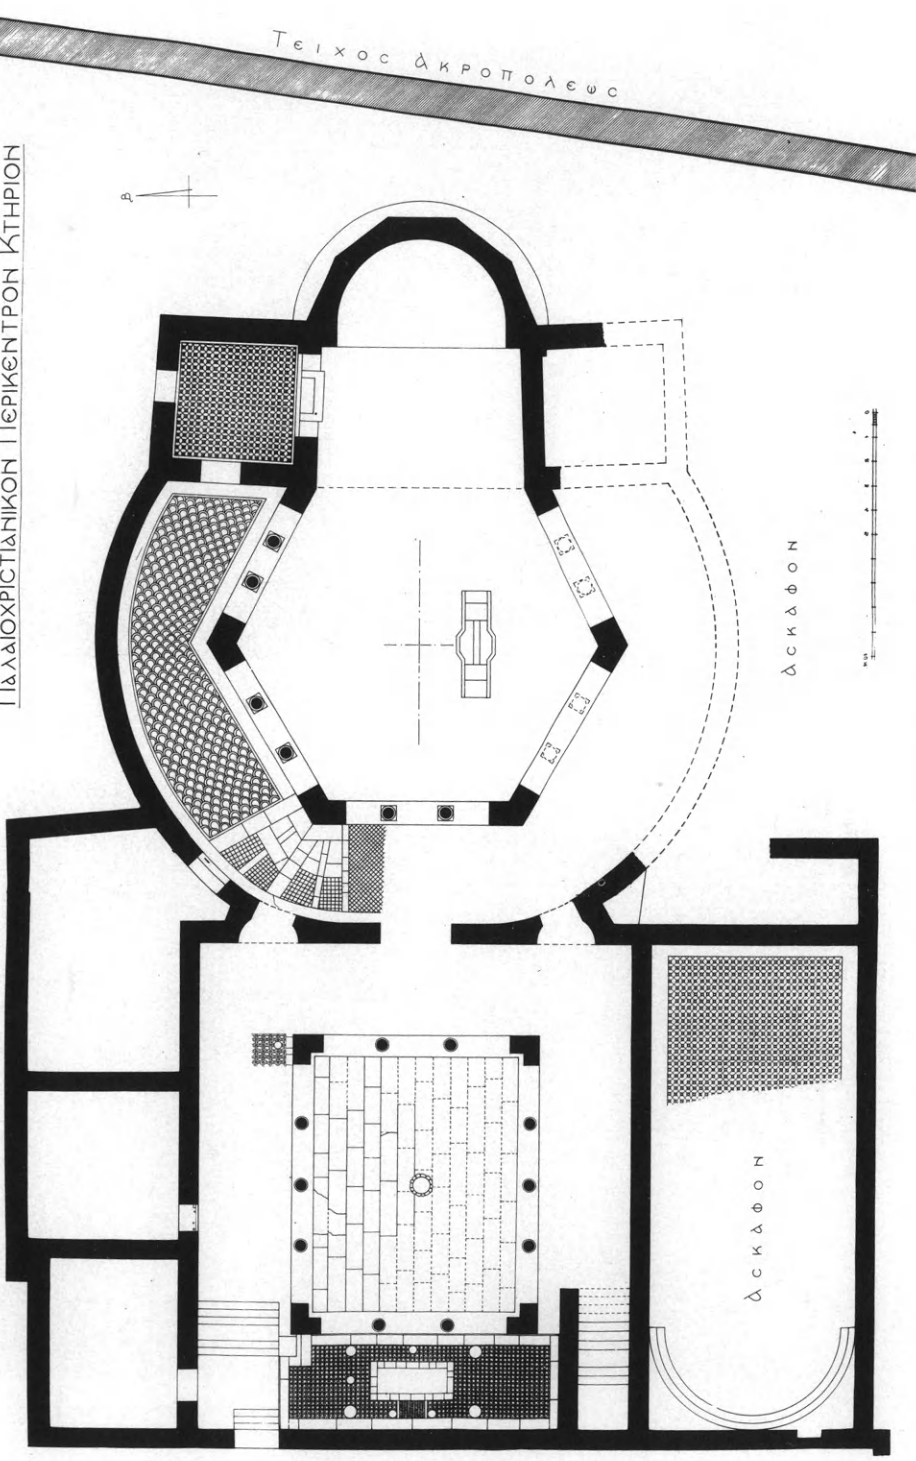 Τειχος Ακροπολεως
Παλαιοχριστιανικον Περικεντρον Κτηριον
Β
Ασκαφον
Ασκαφον